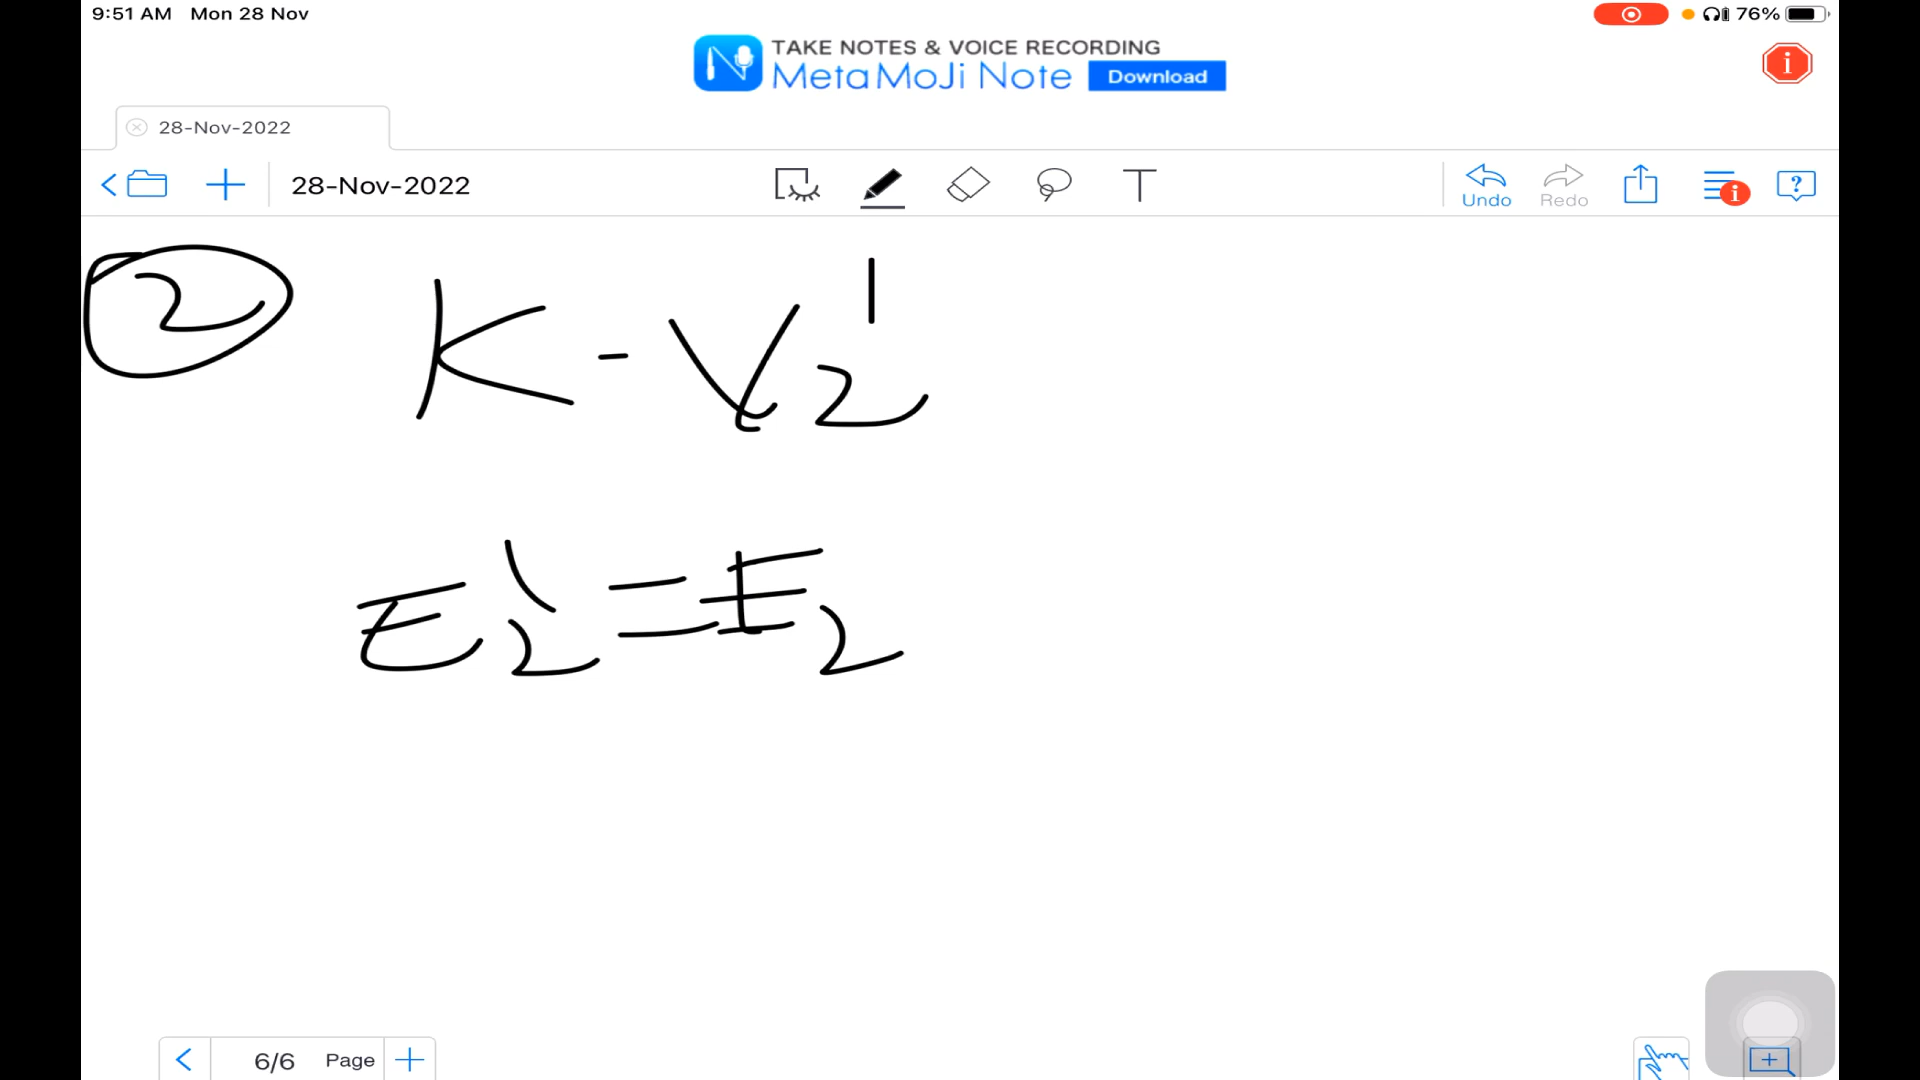 9:51 AM Mon 28 Nov 76%
TAKE NOTES & VOICE RECORDING
MetaMoJi Note Download
28-Nov-2022
28-Nov-2022 T Undo Redo
2 K - V₂'
E₂' = E₂
6/6 Page